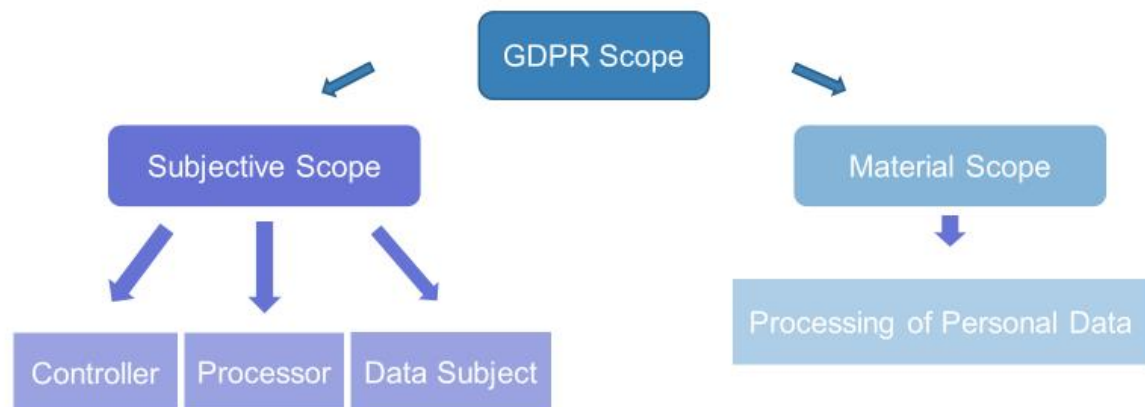 GDPR Scope
Subjective Scope
Material Scope
Processing of Personal Data
Controller
Processor
Data Subject